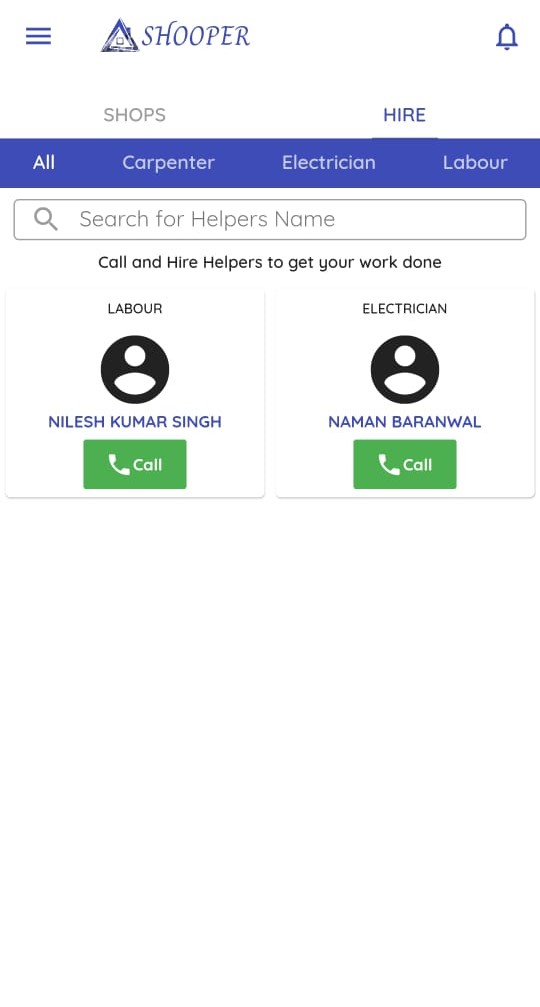 SHOOPER
SHOPS HIRE
All Carpenter Electrician Labour
Search for Helpers Name
Call and Hire Helpers to get your work done
LABOUR ELECTRICIAN
NILESH KUMAR SINGH NAMAN BARANWAL
Call Call